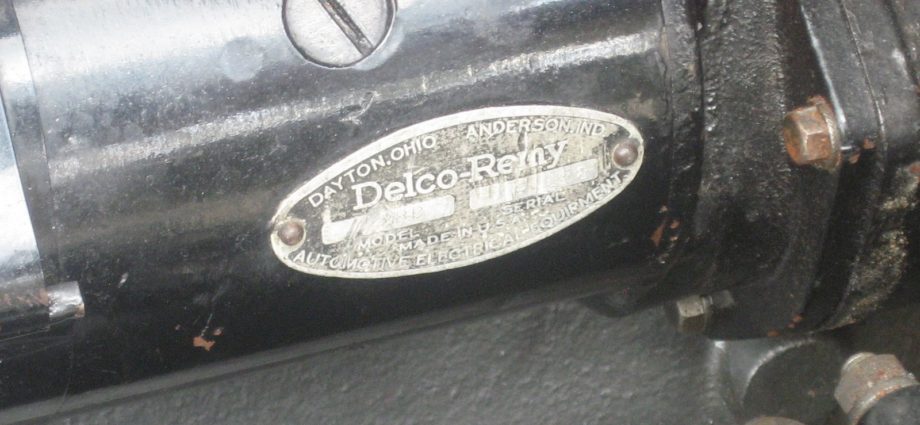 DAYTON, OHIO ANDERSON, IND.
Delco-Remy
MODEL SERIAL
MADE IN U.S.A.
AUTOMOTIVE ELECTRICAL EQUIPMENT